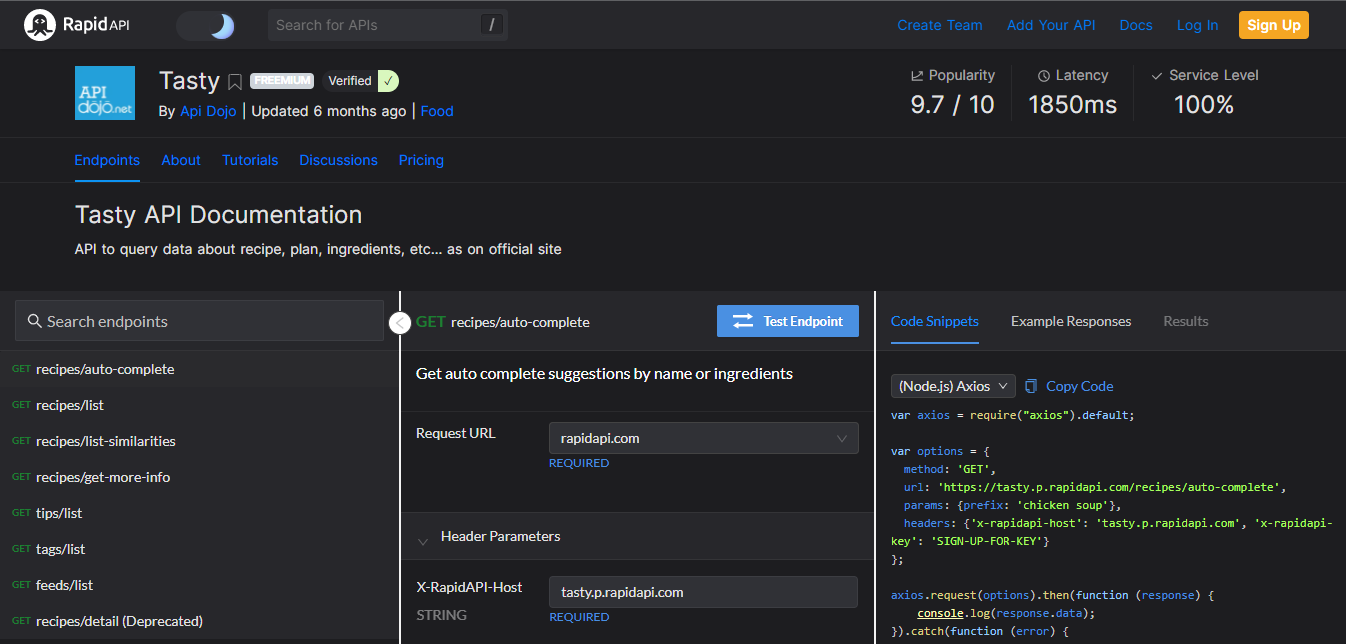 RapidAPI
Search for APIs /
Create Team Add Your API Docs Log In Sign Up
API
dojo.net
Tasty FREEMIUM Verified ✓
By Api Dojo | Updated 6 months ago | Food
Popularity Latency Service Level
9.7 / 10 1850ms 100%
Endpoints About Tutorials Discussions Pricing
Tasty API Documentation
API to query data about recipe, plan, ingredients, etc... as on official site
Search endpoints
GET recipes/auto-complete
GET recipes/list
GET recipes/list-similarities
GET recipes/get-more-info
GET tips/list
GET tags/list
GET feeds/list
GET recipes/detail (Deprecated)
GET recipes/auto-complete
Test Endpoint
Get auto complete suggestions by name or ingredients
Request URL rapidapi.com
REQUIRED
Header Parameters
X-RapidAPI-Host tasty.p.rapidapi.com
STRING REQUIRED
Code Snippets Example Responses Results
(Node.js) Axios Copy Code
var axios = require("axios").default;
var options = {
method: 'GET',
url: 'https://tasty.p.rapidapi.com/recipes/auto-complete',
params: {prefix: 'chicken soup'},
headers: {'x-rapidapi-host': 'tasty.p.rapidapi.com', 'x-rapidapi-
key': 'SIGN-UP-FOR-KEY'}
};
axios.request(options).then(function (response) {
console.log(response.data);
}).catch(function (error) {